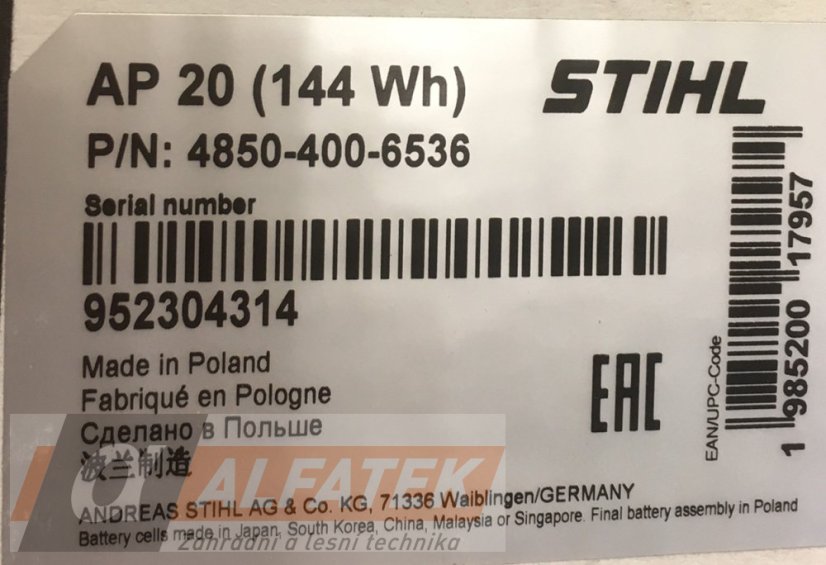 AP 20 (144 Wh)
STIHL
P/N: 4850-400-6536
Serial number
952304314
Made in Poland
Fabriqué en Pologne
Сделано в Польше
波兰制造
EAC
EAN/UPC-Code
1 985200 17957
ALFATEK
ANDREAS STIHL AG & Co. KG, 71336 Waiblingen/GERMANY
Battery cells made in Japan, South Korea, China, Malaysia or Singapore. Final battery assembly in Poland
zahradní a lesní technika